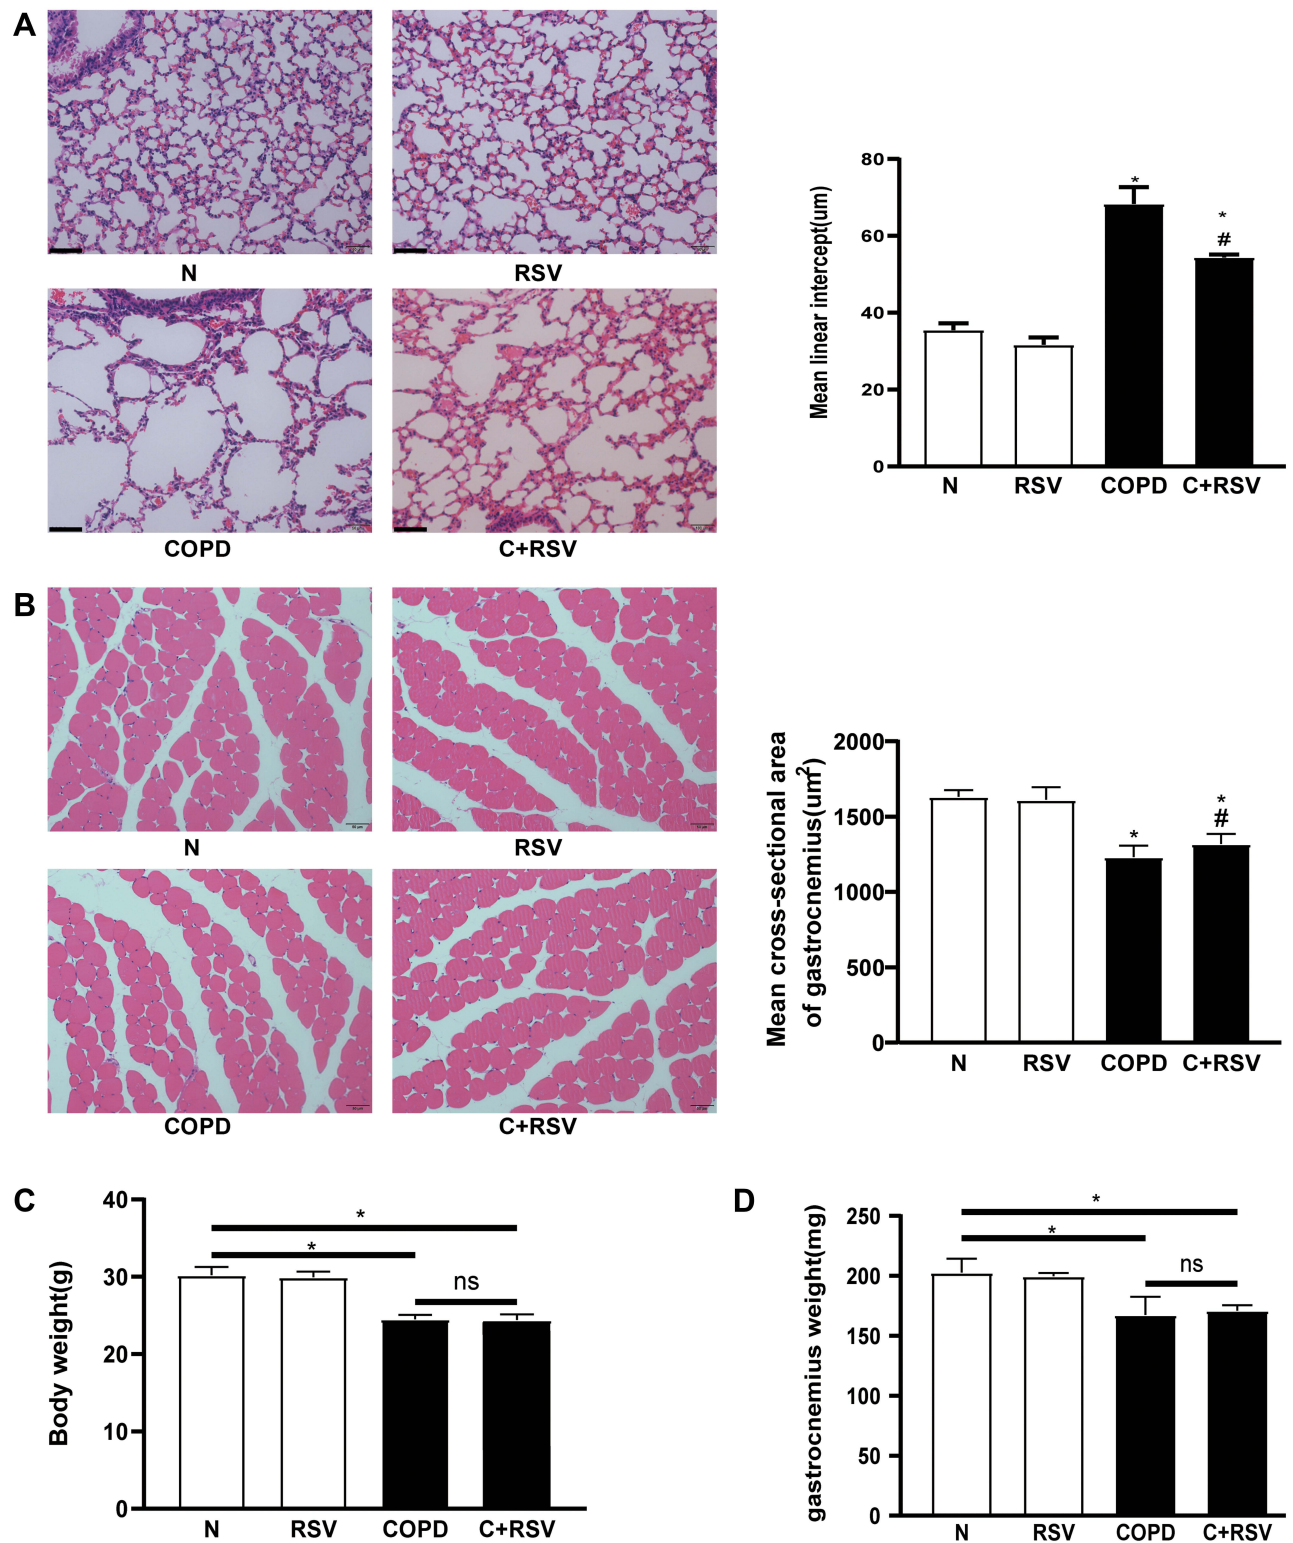 A
N
RSV
COPD
C+RSV
Mean linear intercept(um)
80
60
40
20
0
*
*
#
N
RSV
COPD
C+RSV
B
N
RSV
COPD
C+RSV
Mean cross-sectional area
of gastrocnemius(um²)
2000
1500
1000
500
0
*
*
#
N
RSV
COPD
C+RSV
C
Body weight(g)
40
30
20
10
0
*
*
ns
N
RSV
COPD
C+RSV
D
gastrocnemius weight(mg)
250
200
150
100
50
0
*
*
ns
N
RSV
COPD
C+RSV